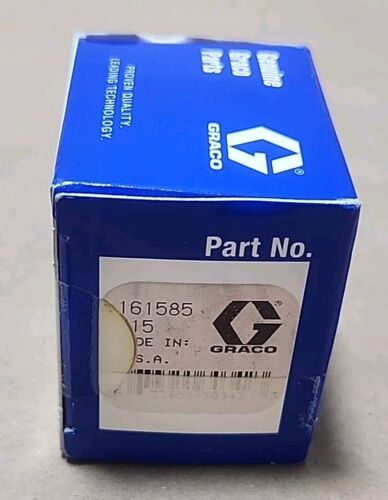 Genuine
Graco
Parts
PROVEN QUALITY.
LEADING TECHNOLOGY.
GRACO
®
Part No.
161585
15
DE IN:
S.A.
GRACO